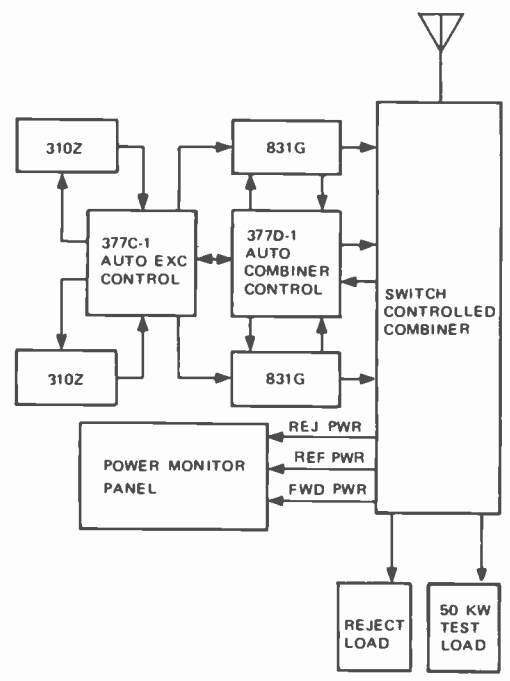 310Z
831G
377C-1
AUTO EXC
CONTROL
377D-1
AUTO
COMBINER
CONTROL
SWITCH
CONTROLLED
COMBINER
310Z
831G
POWER MONITOR
PANEL
REJ PWR
REF PWR
FWD PWR
REJECT
LOAD
50 KW
TEST
LOAD